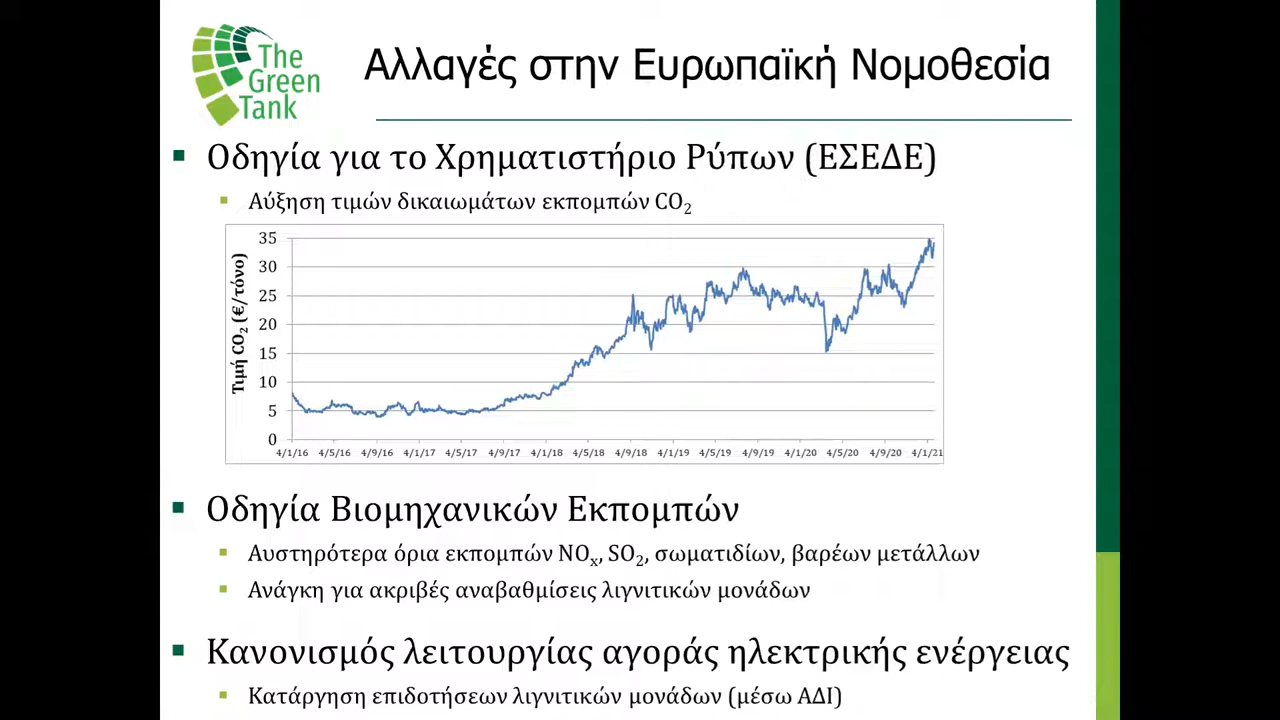 The
Green
Tank
Αλλαγές στην Ευρωπαϊκή Νομοθεσία
▪ Οδηγία για το Χρηματιστήριο Ρύπων (ΕΣΕΔΕ)
▪ Αύξηση τιμών δικαιωμάτων εκπομπών CO₂
Τιμή CO₂ (€/τόνο)
35
30
25
20
15
10
5
0
4/1/16 4/5/16 4/9/16 4/1/17 4/5/17 4/9/17 4/1/18 4/5/18 4/9/18 4/1/19 4/5/19 4/9/19 4/1/20 4/5/20 4/9/20 4/1/21
▪ Οδηγία Βιομηχανικών Εκπομπών
▪ Αυστηρότερα όρια εκπομπών NOₓ, SO₂, σωματιδίων, βαρέων μετάλλων
▪ Ανάγκη για ακριβές αναβαθμίσεις λιγνιτικών μονάδων
▪ Κανονισμός λειτουργίας αγοράς ηλεκτρικής ενέργειας
▪ Κατάργηση επιδοτήσεων λιγνιτικών μονάδων (μέσω ΑΔΙ)